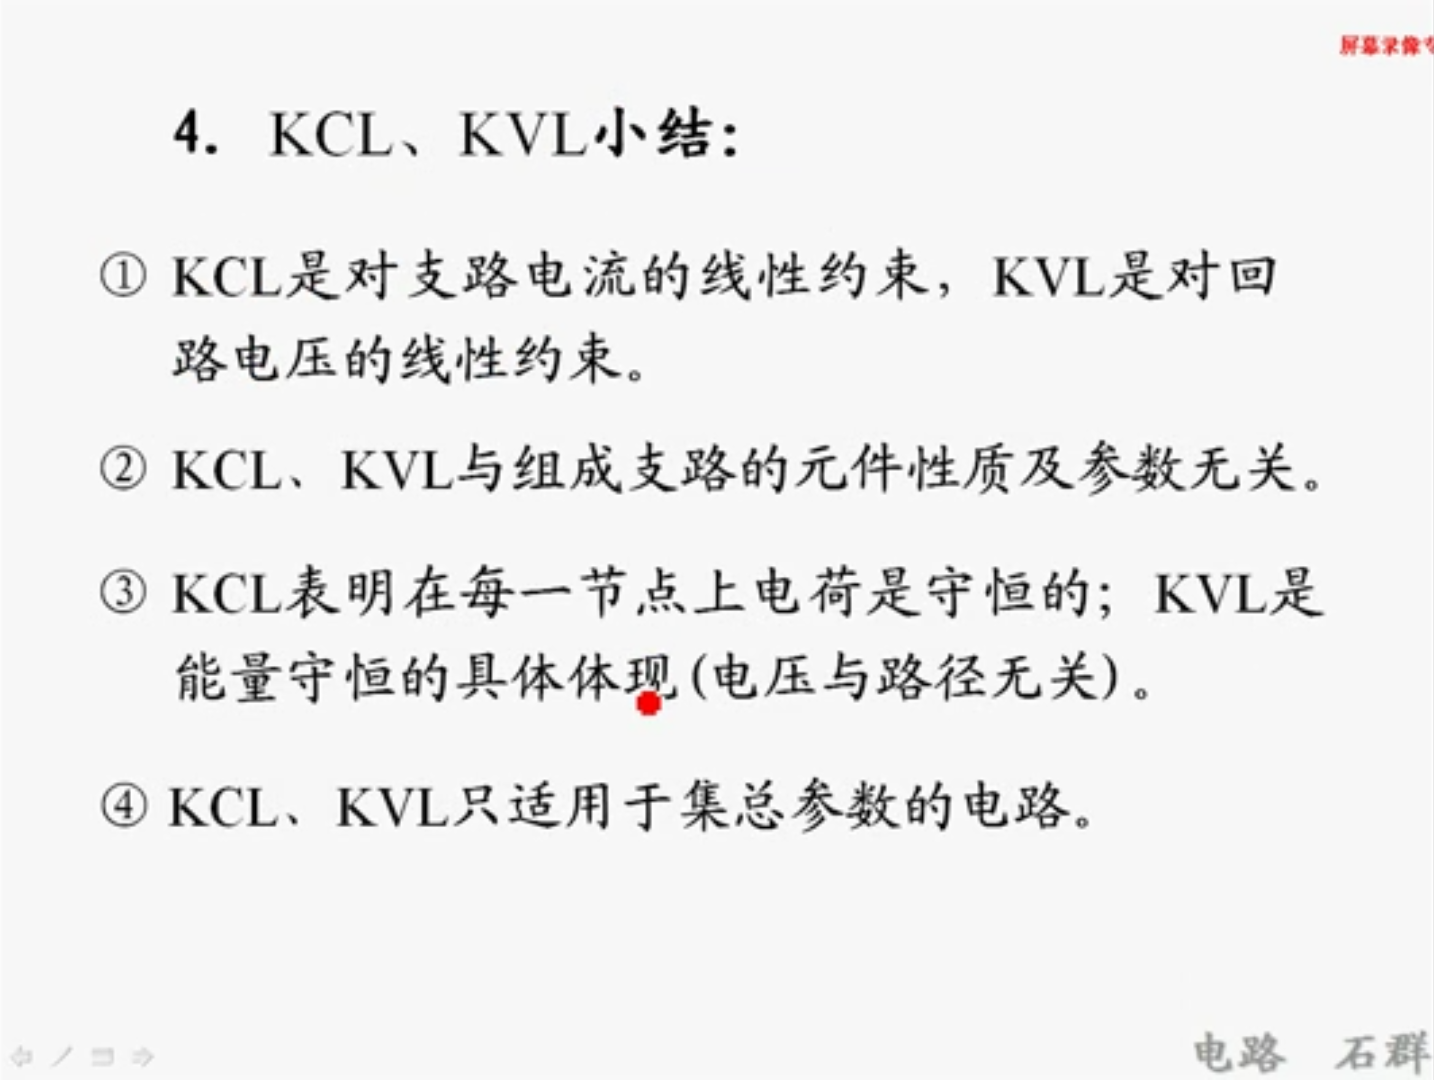 屏幕录像专
4. KCL、KVL小结：
① KCL是对支路电流的线性约束，KVL是对回
路电压的线性约束。
② KCL、KVL与组成支路的元件性质及参数无关。
③ KCL表明在每一节点上电荷是守恒的；KVL是
能量守恒的具体体现(电压与路径无关)。
④ KCL、KVL只适用于集总参数的电路。
电路 石群